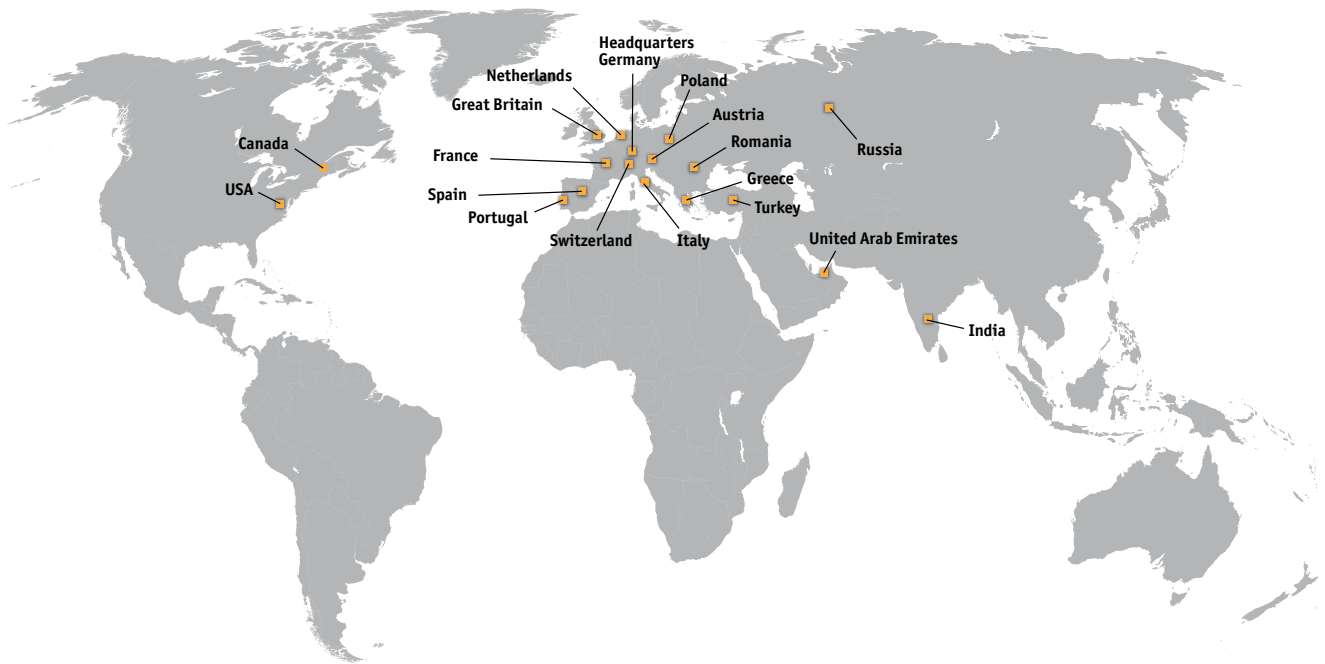 Headquarters
Germany
Netherlands
Poland
Great Britain
Austria
Canada
Romania
Russia
France
Greece
USA
Spain
Turkey
Portugal
Switzerland
Italy
United Arab Emirates
India